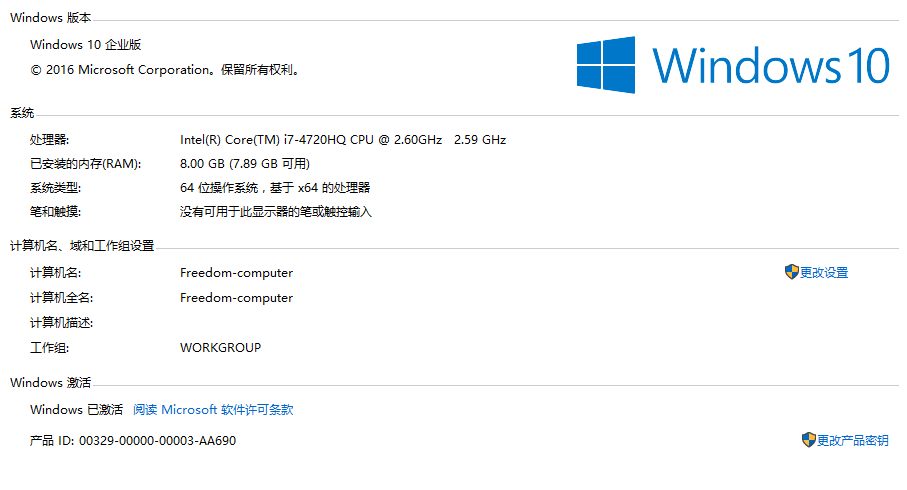 Windows 版本
Windows 10 企业版
© 2016 Microsoft Corporation。保留所有权利。
Windows 10
系统
处理器: Intel(R) Core(TM) i7-4720HQ CPU @ 2.60GHz 2.59 GHz
已安装的内存(RAM): 8.00 GB (7.89 GB 可用)
系统类型: 64 位操作系统，基于 x64 的处理器
笔和触摸: 没有可用于此显示器的笔或触控输入
计算机名、域和工作组设置
计算机名: Freedom-computer 更改设置
计算机全名: Freedom-computer
计算机描述:
工作组: WORKGROUP
Windows 激活
Windows 已激活 阅读 Microsoft 软件许可条款
产品 ID: 00329-00000-00003-AA690 更改产品密钥